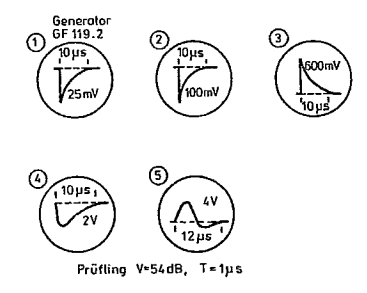 Generator
GF 119.2
1
10µs
25mV
2
10µs
100mV
3
600mV
10µs
4
10µs
2V
5
4V
12µs
Prüfling V=54dB, T=1µs